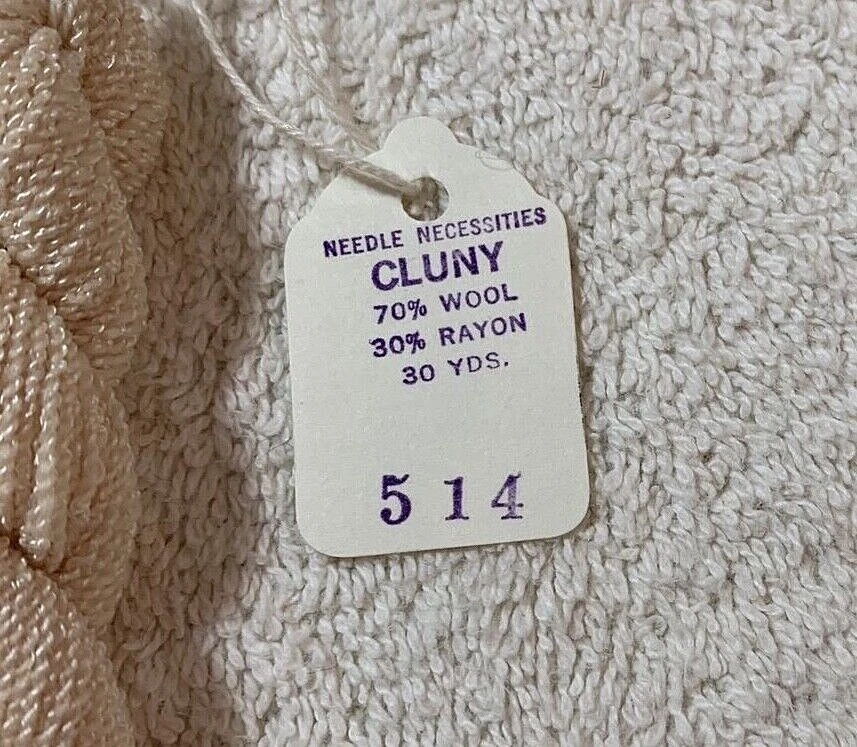 NEEDLE NECESSITIES
CLUNY
70% WOOL
30% RAYON
30 YDS.
514